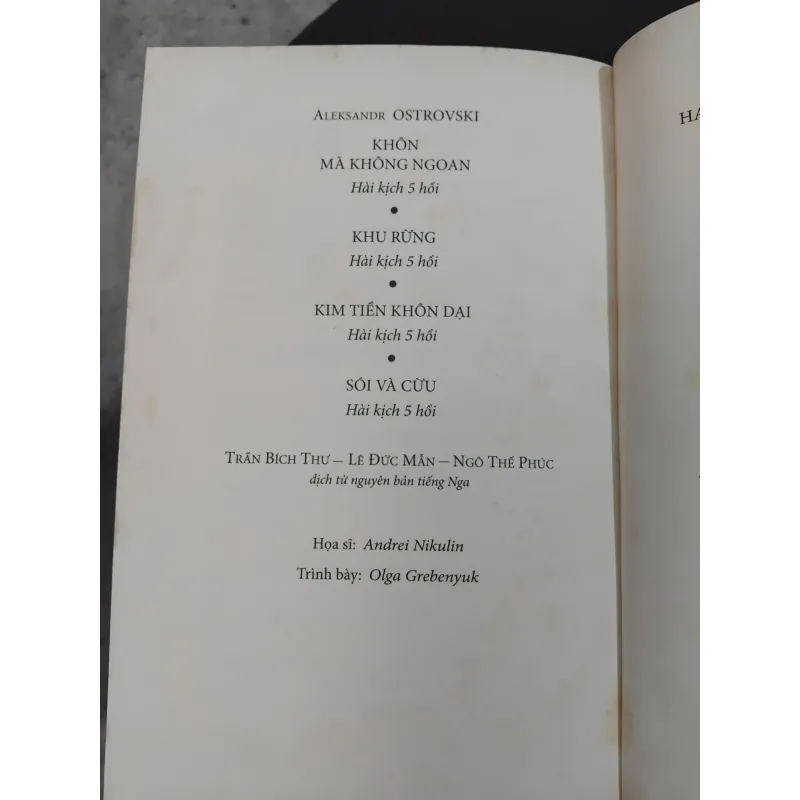 ALEKSANDR OSTROVSKI
KHÔN
MÀ KHÔNG NGOAN
Hài kịch 5 hồi
•
KHU RỪNG
Hài kịch 5 hồi
•
KIM TIỀN KHÔN DẠI
Hài kịch 5 hồi
•
SÓI VÀ CỪU
Hài kịch 5 hồi
TRẦN BÍCH THƯ – LÊ ĐỨC MẪN – NGÔ THẾ PHÚC
dịch từ nguyên bản tiếng Nga
Họa sĩ: Andrei Nikulin
Trình bày: Olga Grebenyuk